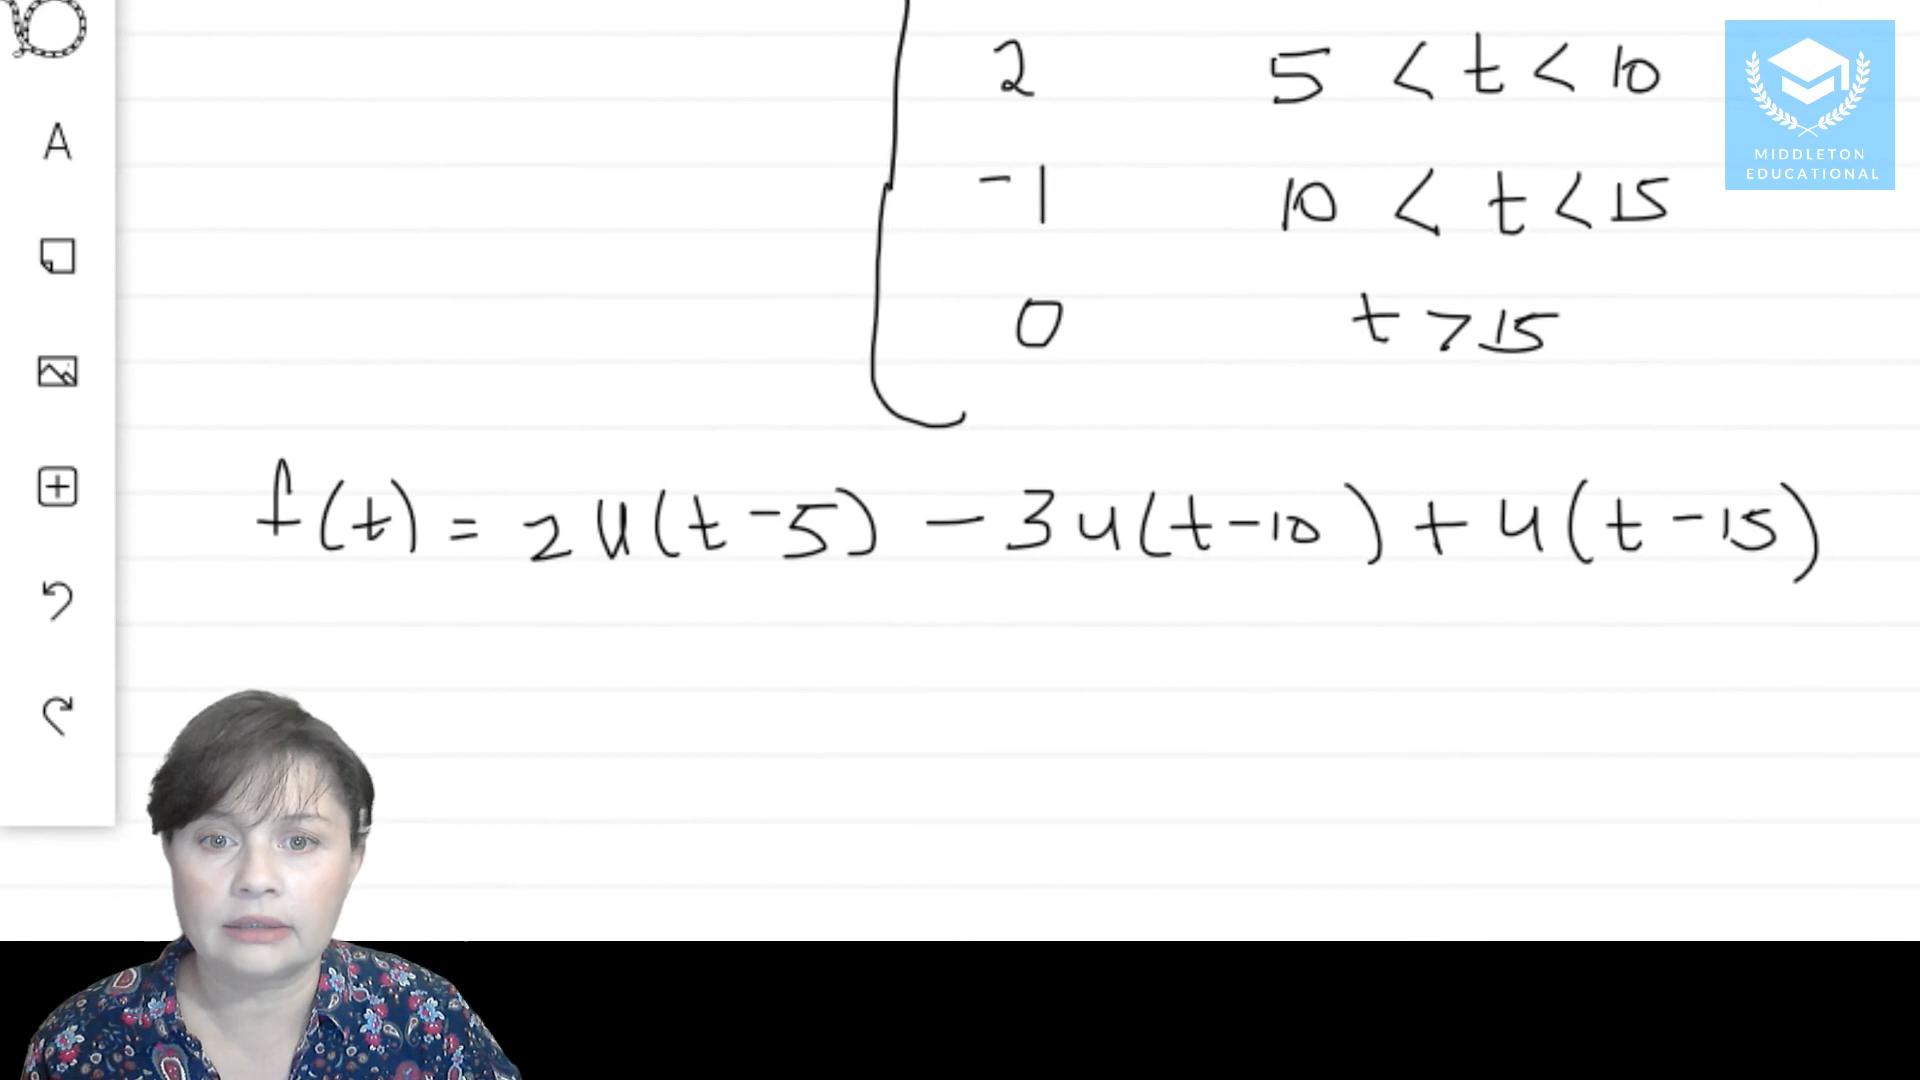 2 5 < t < 10
-1 10 < t < 15
0 t > 15
f(t) = 2u(t-5) - 3u(t-10) + u(t-15)
MIDDLETON
EDUCATIONAL
A